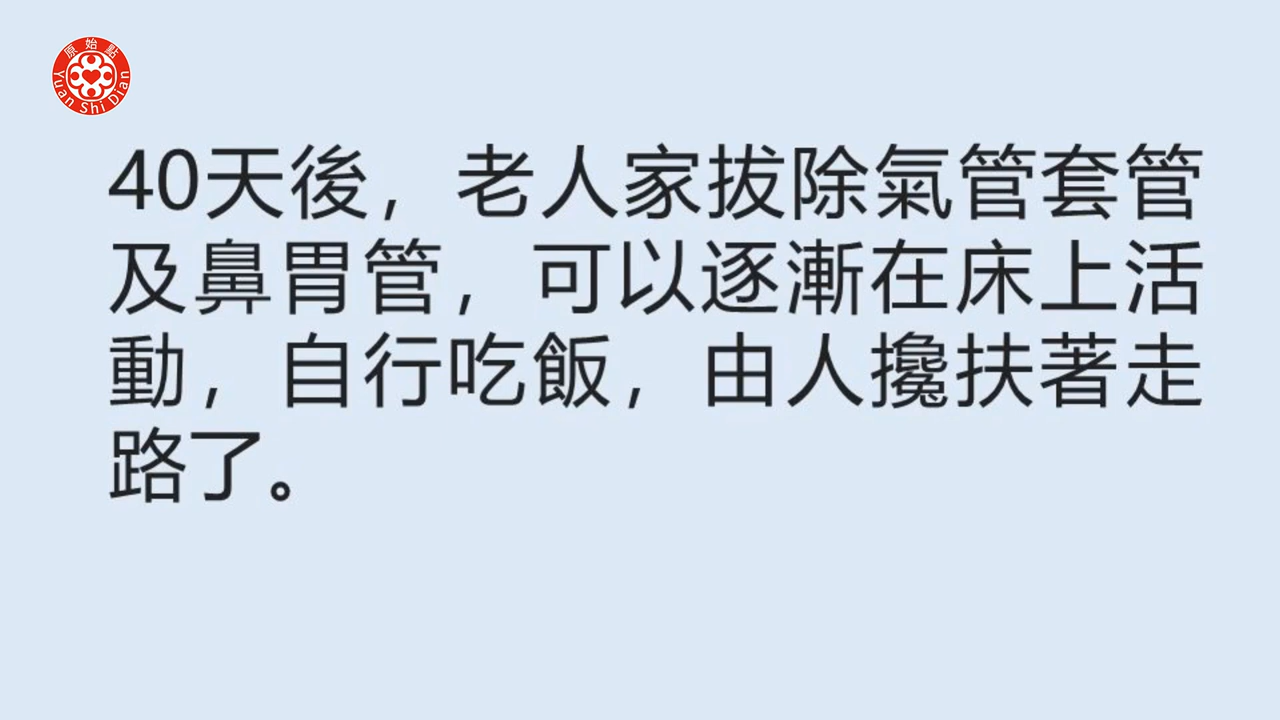 原始點
Yuan Shi Dian
40天後，老人家拔除氣管套管
及鼻胃管，可以逐漸在床上活
動，自行吃飯，由人攙扶著走
路了。